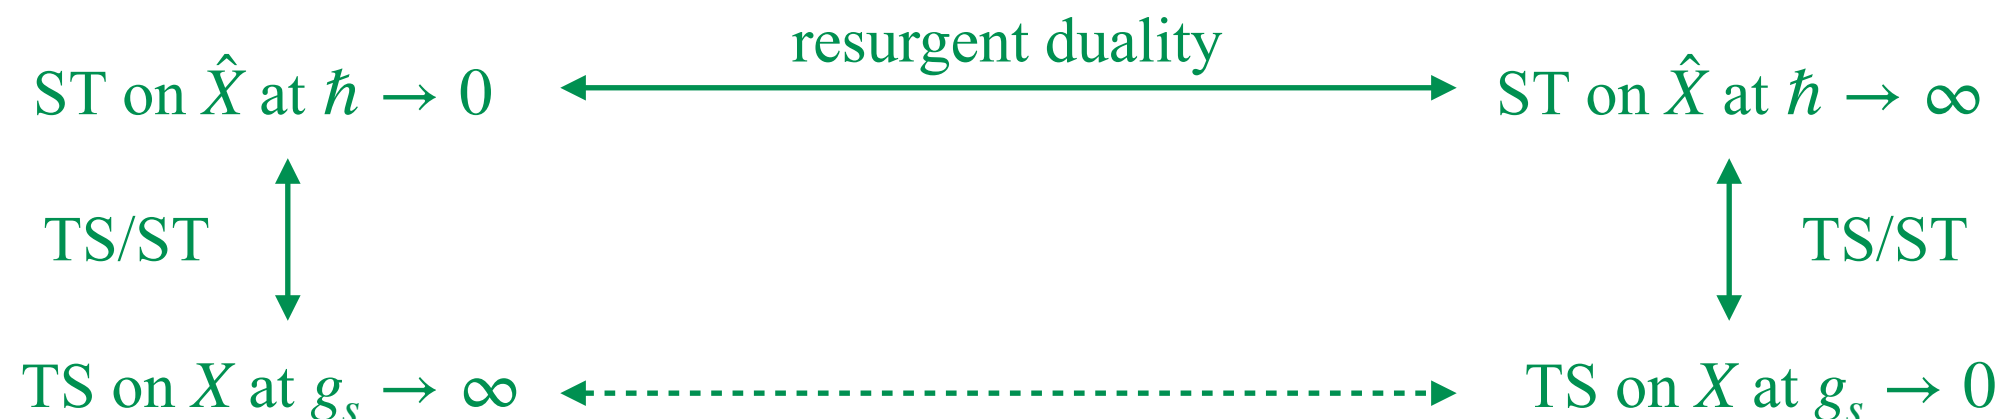 resurgent duality
ST on X̂ at ℏ → 0
ST on X̂ at ℏ → ∞
TS/ST
TS/ST
TS on X at gₛ → ∞
TS on X at gₛ → 0